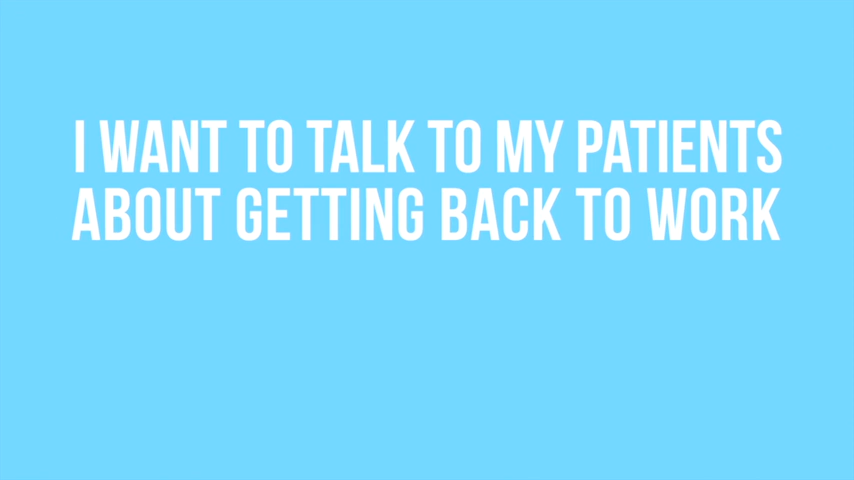 I WANT TO TALK TO MY PATIENTS
ABOUT GETTING BACK TO WORK